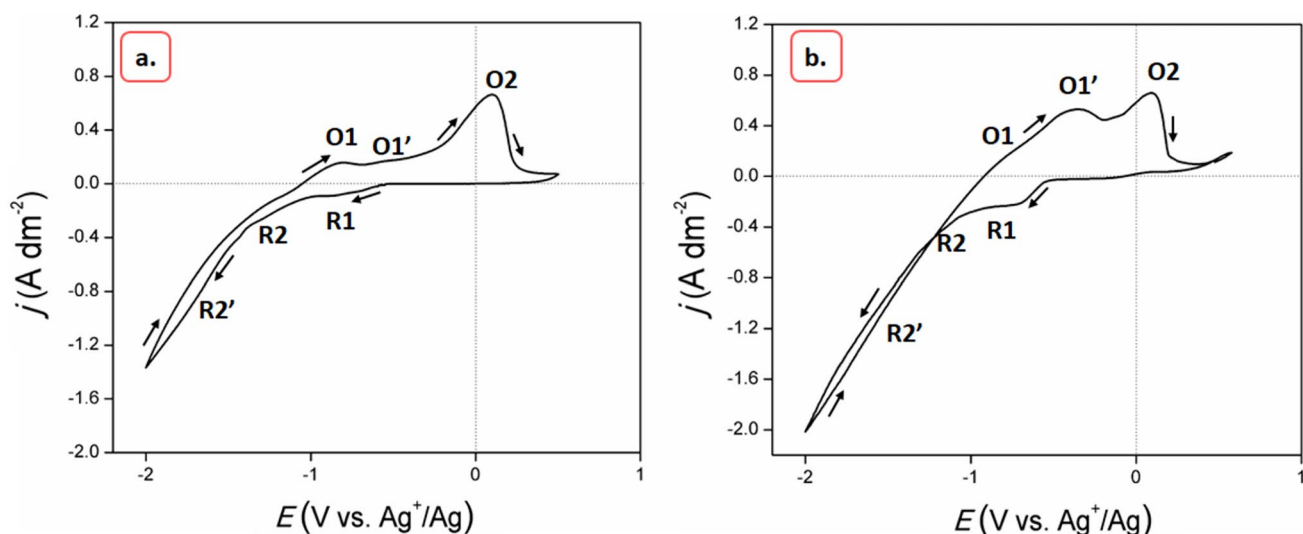 a.
1.2
0.8
0.4
0.0
-0.4
-0.8
-1.2
-1.6
-2.0
j (A dm⁻²)
O1
O1’
O2
R1
R2
R2’
-2
-1
0
1
E (V vs. Ag⁺/Ag)
b.
1.2
0.8
0.4
0.0
-0.4
-0.8
-1.2
-1.6
-2.0
j (A dm⁻²)
O1
O1’
O2
R1
R2
R2’
-2
-1
0
1
E (V vs. Ag⁺/Ag)